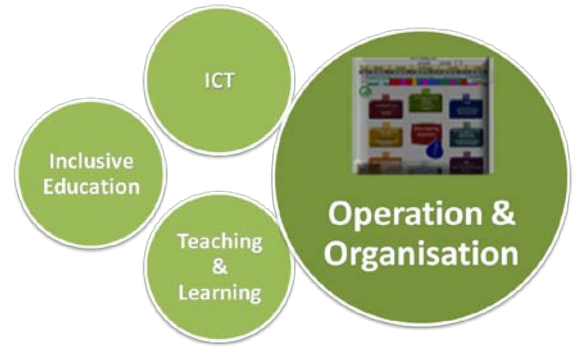 ICT
Inclusive
Education
Teaching
&
Learning
Operation &
Organisation